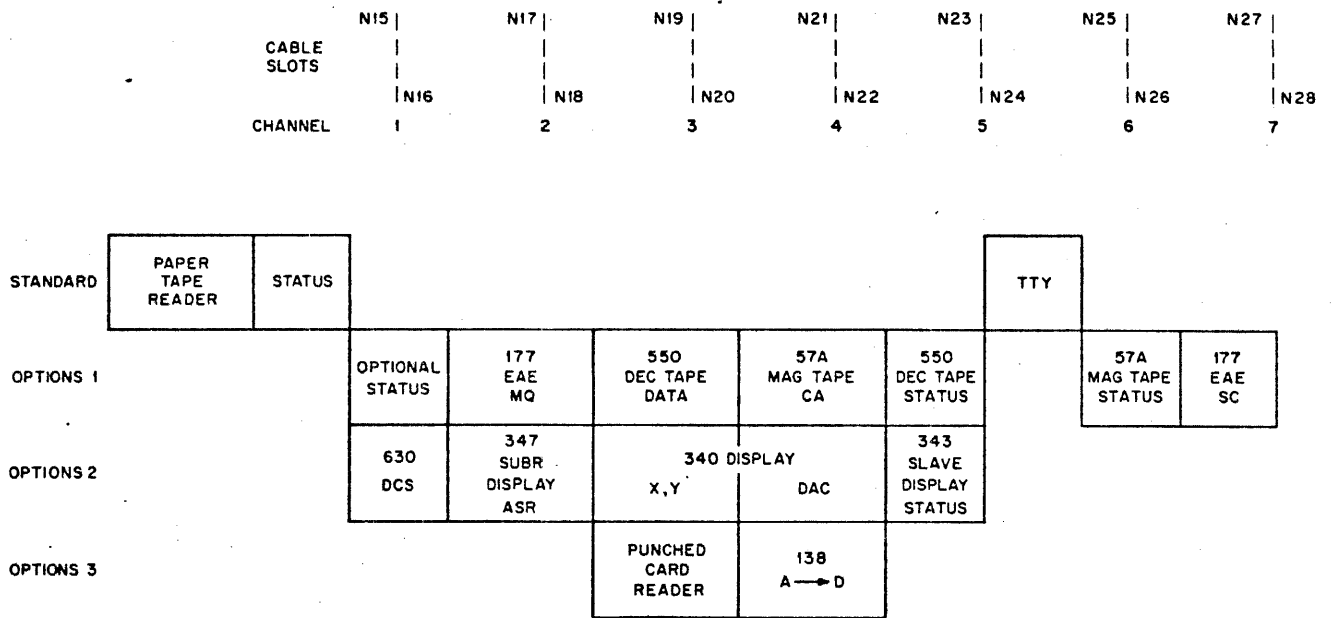 N15 N17 N19 N21 N23 N25 N27
CABLE
SLOTS
N16 N18 N20 N22 N24 N26 N28
CHANNEL 1 2 3 4 5 6 7
STANDARD
PAPER
TAPE
READER
STATUS
TTY
OPTIONS 1
OPTIONAL
STATUS
177
EAE
MQ
550
DEC TAPE
DATA
57A
MAG TAPE
CA
550
DEC TAPE
STATUS
57A
MAG TAPE
STATUS
177
EAE
SC
OPTIONS 2
630
DCS
347
SUBR
DISPLAY
ASR
340 DISPLAY
X,Y DAC
343
SLAVE
DISPLAY
STATUS
OPTIONS 3
PUNCHED
CARD
READER
138
A → D